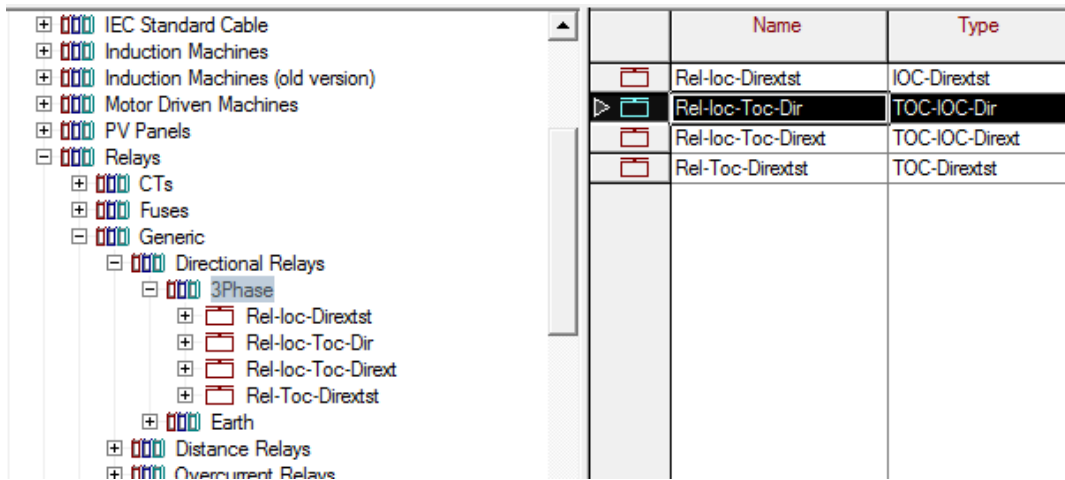 IEC Standard Cable
Induction Machines
Induction Machines (old version)
Motor Driven Machines
PV Panels
Relays
CTs
Fuses
Generic
Directional Relays
3Phase
Rel-Ioc-Dirextst
Rel-Ioc-Toc-Dir
Rel-Ioc-Toc-Dirext
Rel-Toc-Dirextst
Earth
Distance Relays
Overcurrent Relays
Name Type
Rel-Ioc-Dirextst IOC-Dirextst
Rel-Ioc-Toc-Dir TOC-IOC-Dir
Rel-Ioc-Toc-Dirext TOC-IOC-Dirext
Rel-Toc-Dirextst TOC-Dirextst